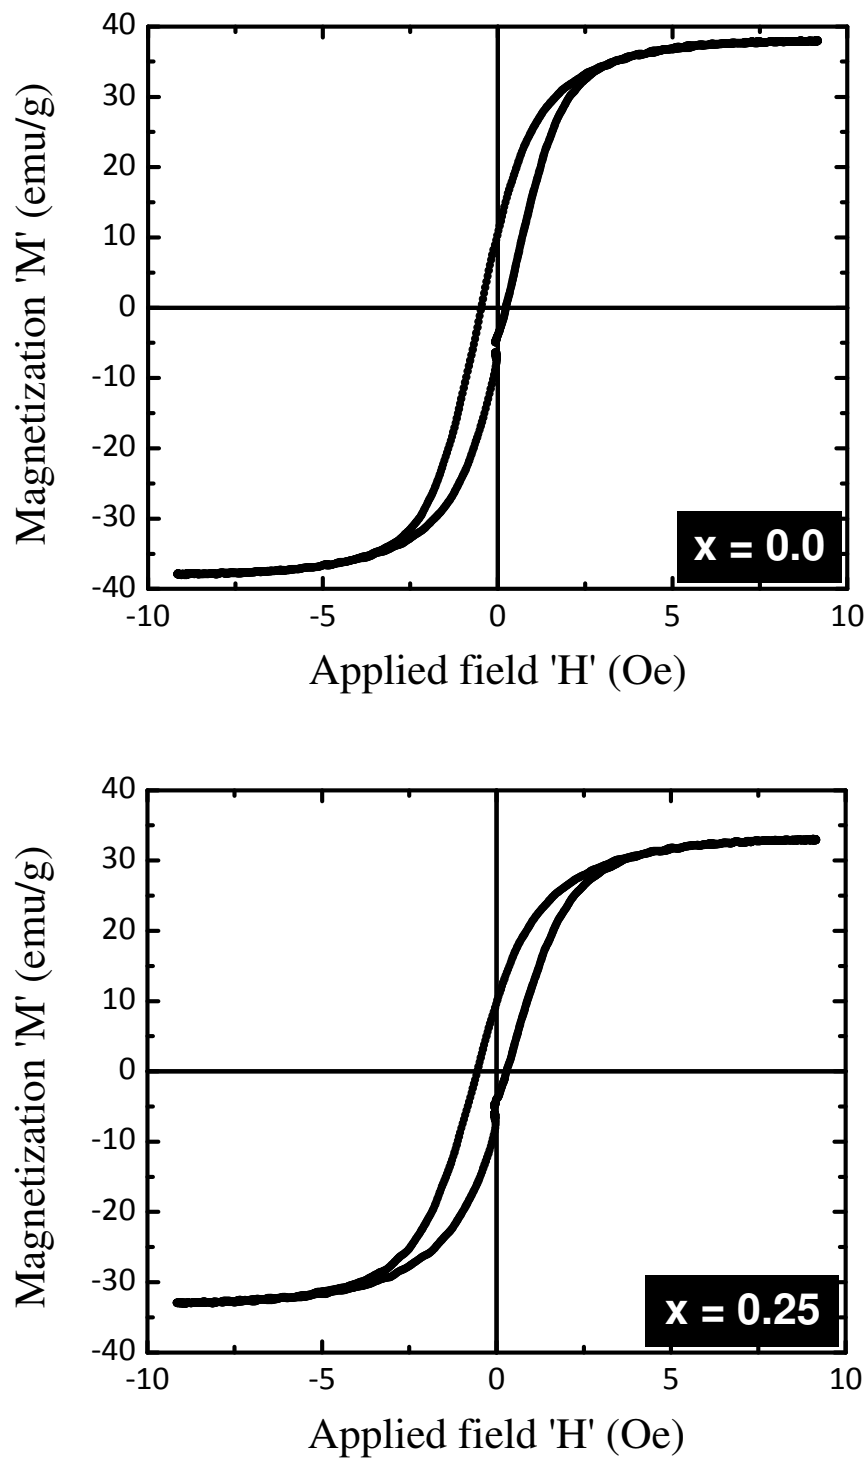 40
30
20
10
0
-10
-20
-30
-40
Magnetization 'M' (emu/g)
x = 0.0
-10 -5 0 5 10
Applied field 'H' (Oe)
40
30
20
10
0
-10
-20
-30
-40
Magnetization 'M' (emu/g)
x = 0.25
-10 -5 0 5 10
Applied field 'H' (Oe)